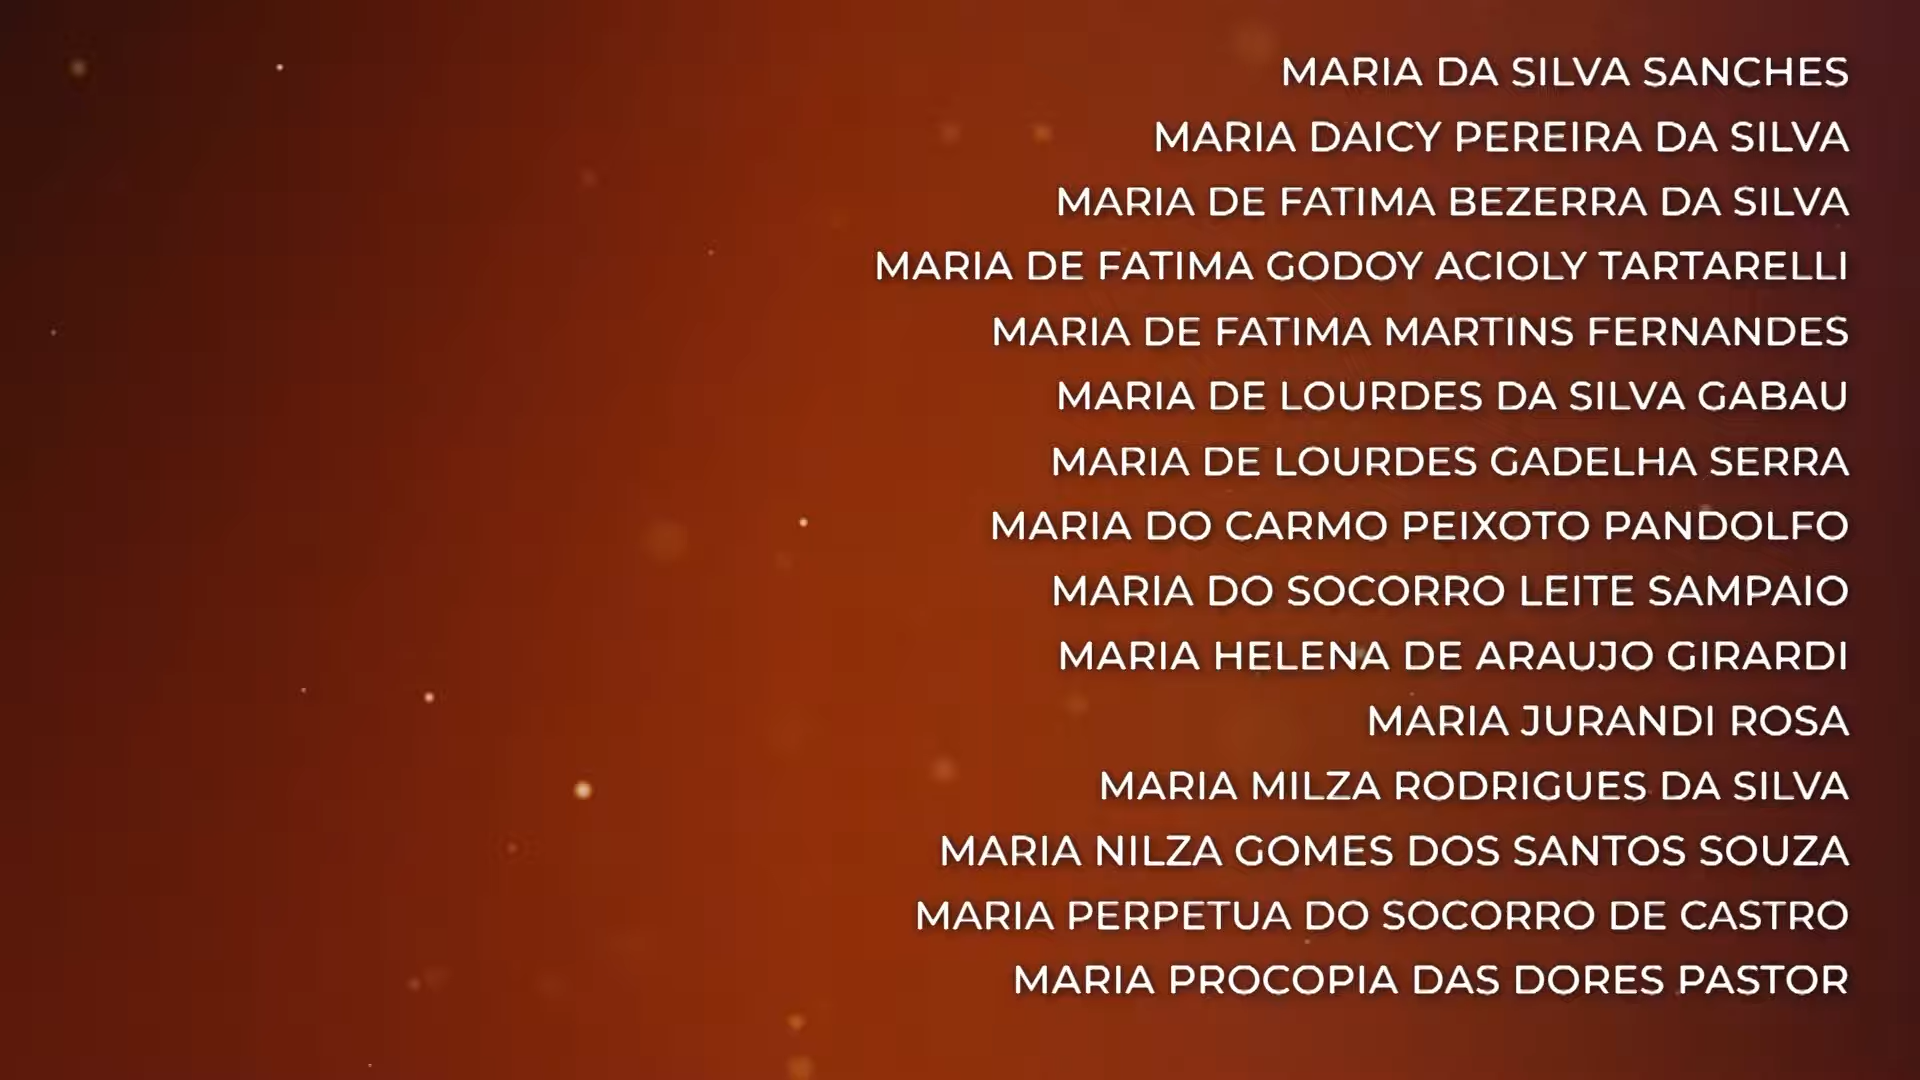 MARIA DA SILVA SANCHES
MARIA DAICY PEREIRA DA SILVA
MARIA DE FATIMA BEZERRA DA SILVA
MARIA DE FATIMA GODOY ACIOLY TARTARELLI
MARIA DE FATIMA MARTINS FERNANDES
MARIA DE LOURDES DA SILVA GABAU
MARIA DE LOURDES GADELHA SERRA
MARIA DO CARMO PEIXOTO PANDOLFO
MARIA DO SOCORRO LEITE SAMPAIO
MARIA HELENA DE ARAUJO GIRARDI
MARIA JURANDI ROSA
MARIA MILZA RODRIGUES DA SILVA
MARIA NILZA GOMES DOS SANTOS SOUZA
MARIA PERPETUA DO SOCORRO DE CASTRO
MARIA PROCOPIA DAS DORES PASTOR